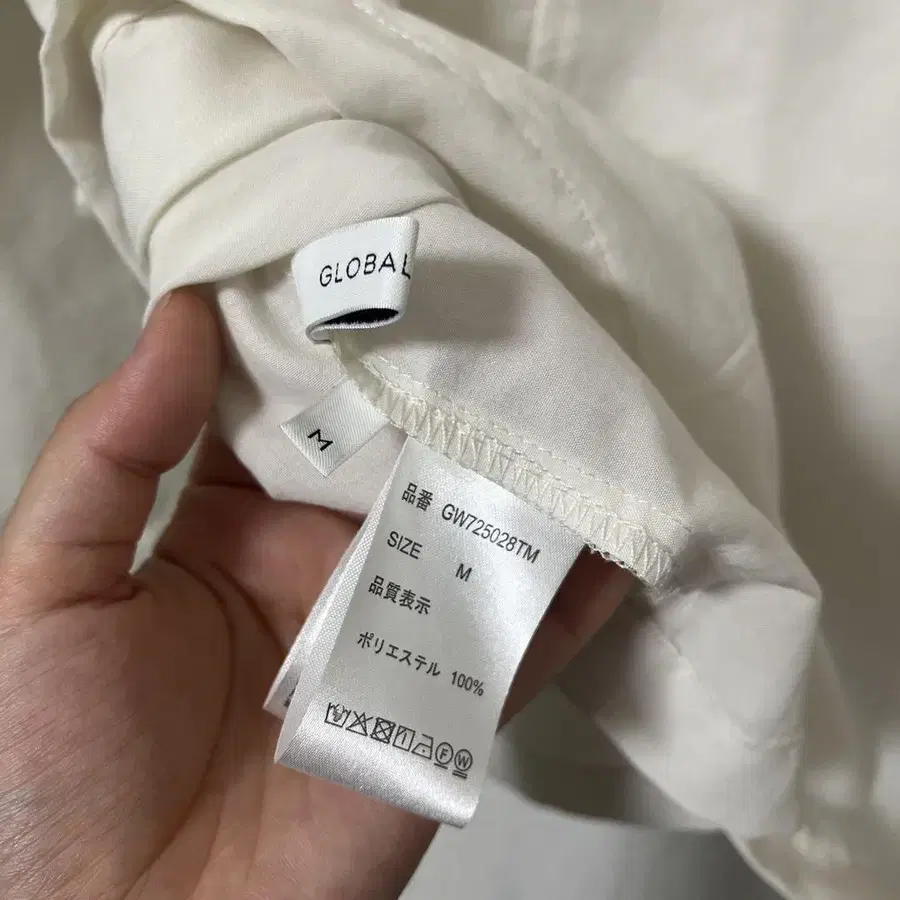 GLOBAL
M
品番 GW725028TM
SIZE M
品質表示
ポリエステル 100%
F W